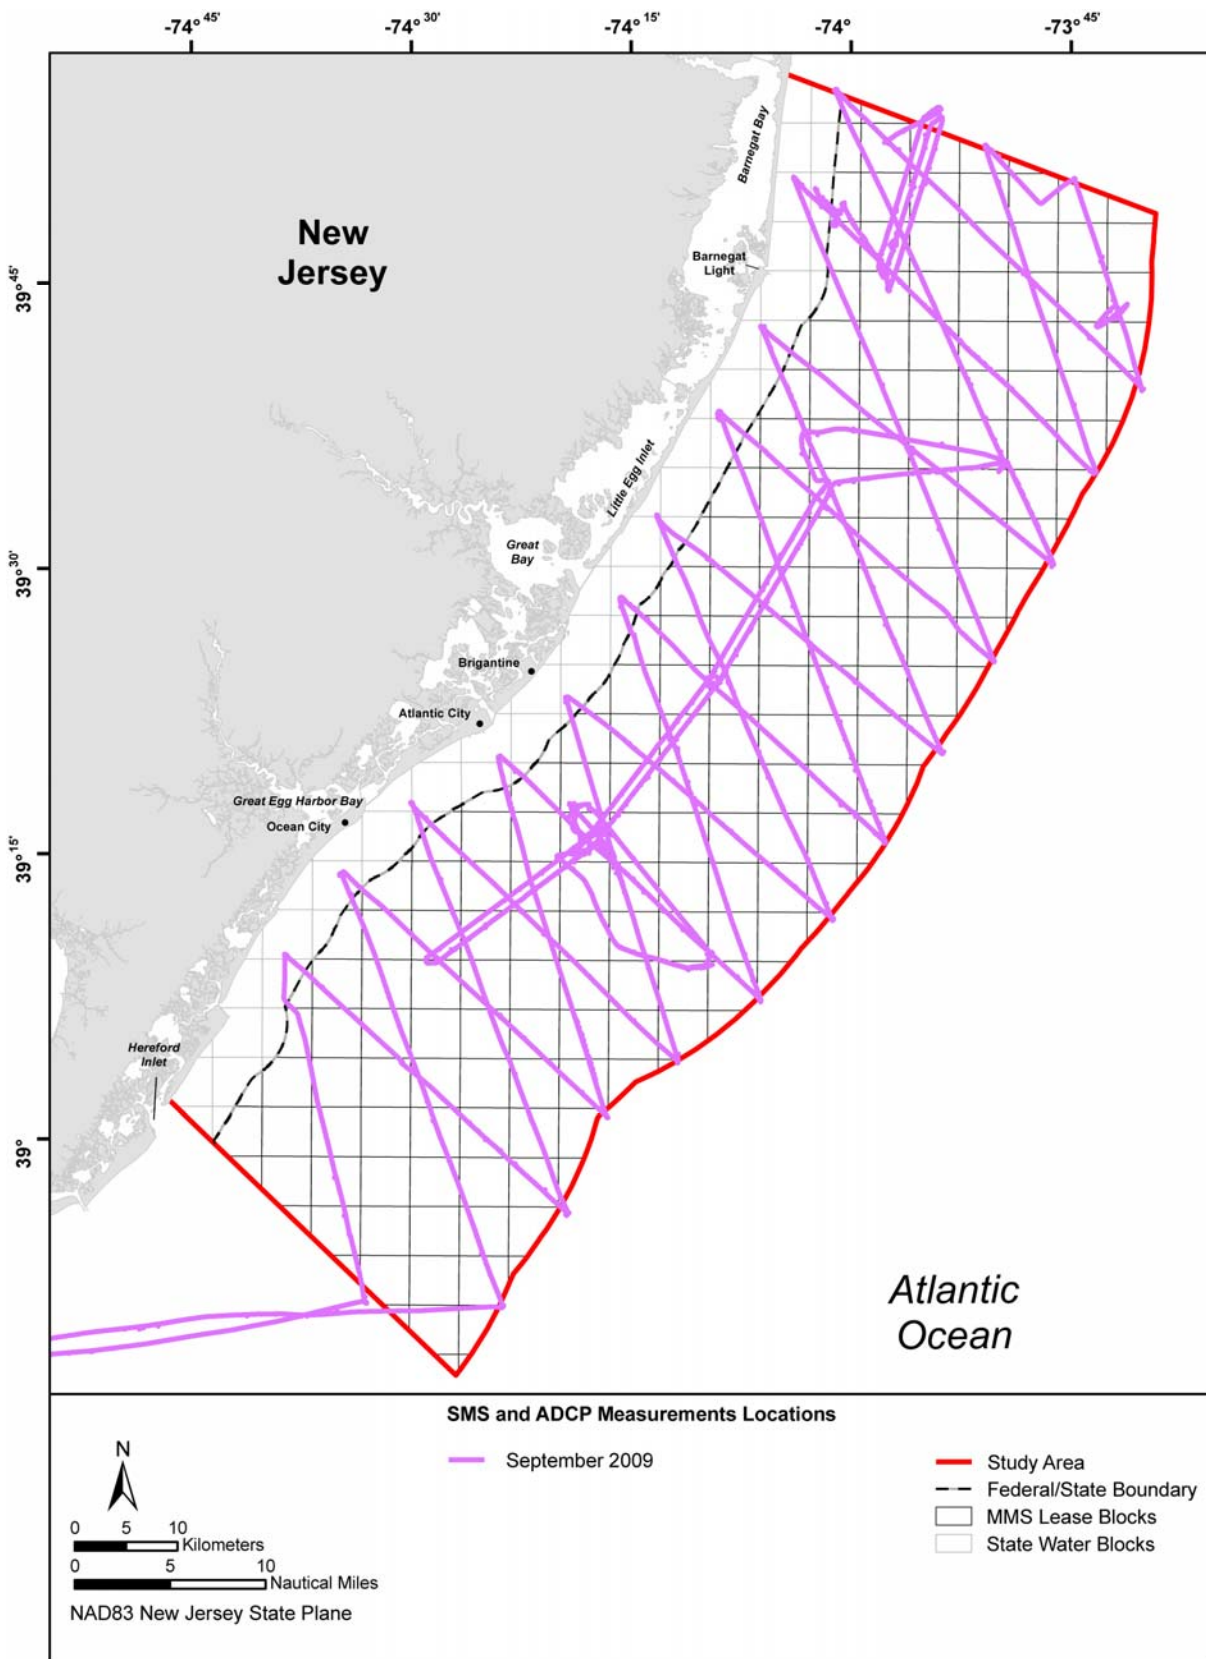 -74° 45'
-74° 30'
-74° 15'
-74°
-73° 45'
Barnegat Bay
New
Jersey
Barnegat
Light
39° 45'
Little Egg Inlet
Great
Bay
39° 30'
Brigantine
Atlantic City
Great Egg Harbor Bay
Ocean City
39° 15'
Hereford
Inlet
39°
Atlantic
Ocean
SMS and ADCP Measurements Locations
N
September 2009
Study Area
Federal/State Boundary
MMS Lease Blocks
State Water Blocks
0 5 10
Kilometers
0 5 10
Nautical Miles
NAD83 New Jersey State Plane